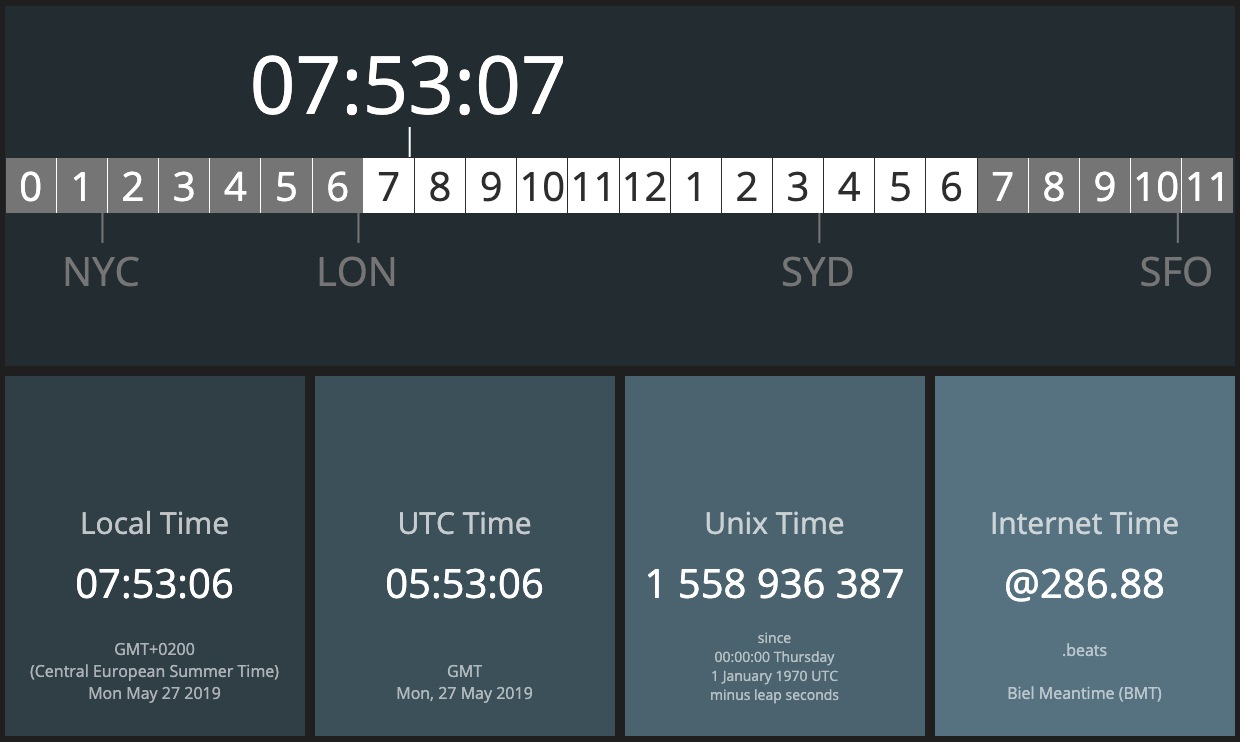 07:53:07
0 1 2 3 4 5 6 7 8 9 10 11 12 1 2 3 4 5 6 7 8 9 10 11
NYC LON SYD SFO
Local Time
07:53:06
GMT+0200
(Central European Summer Time)
Mon May 27 2019
UTC Time
05:53:06
GMT
Mon, 27 May 2019
Unix Time
1 558 936 387
since
00:00:00 Thursday
1 January 1970 UTC
minus leap seconds
Internet Time
@286.88
.beats
Biel Meantime (BMT)